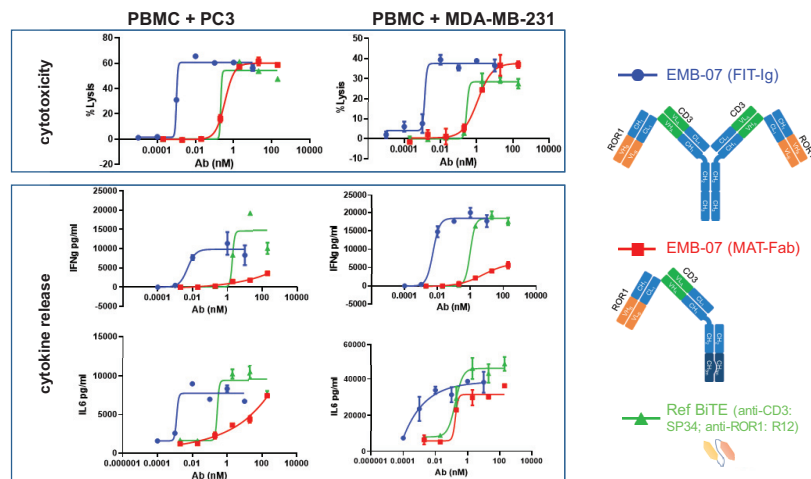 PBMC + PC3
PBMC + MDA-MB-231
cytotoxicity
% Lysis
80
60
40
20
0
0.0001
0.01
1
100
10000
Ab (nM)
% Lysis
50
40
30
20
10
0
0.0001
0.01
1
100
10000
Ab (nM)
cytokine release
IFNg pg/ml
25000
20000
15000
10000
5000
0
0.0001
0.01
1
100
10000
Ab (nM)
IFNg pg/ml
25000
20000
15000
10000
5000
0
0.0001
0.01
1
100
10000
Ab (nM)
IL6 pg/ml
15000
10000
5000
0
0.000001
0.0001
0.01
1
100
10000
Ab (nM)
IL6 pg/ml
60000
40000
20000
0
0.000001
0.0001
0.01
1
100
10000
Ab (nM)
EMB-07 (FIT-Ig)
ROR1
CD3
CD3
ROR1
EMB-07 (MAT-Fab)
ROR1
CD3
Ref BiTE (anti-CD3:
SP34; anti-ROR1: R12)